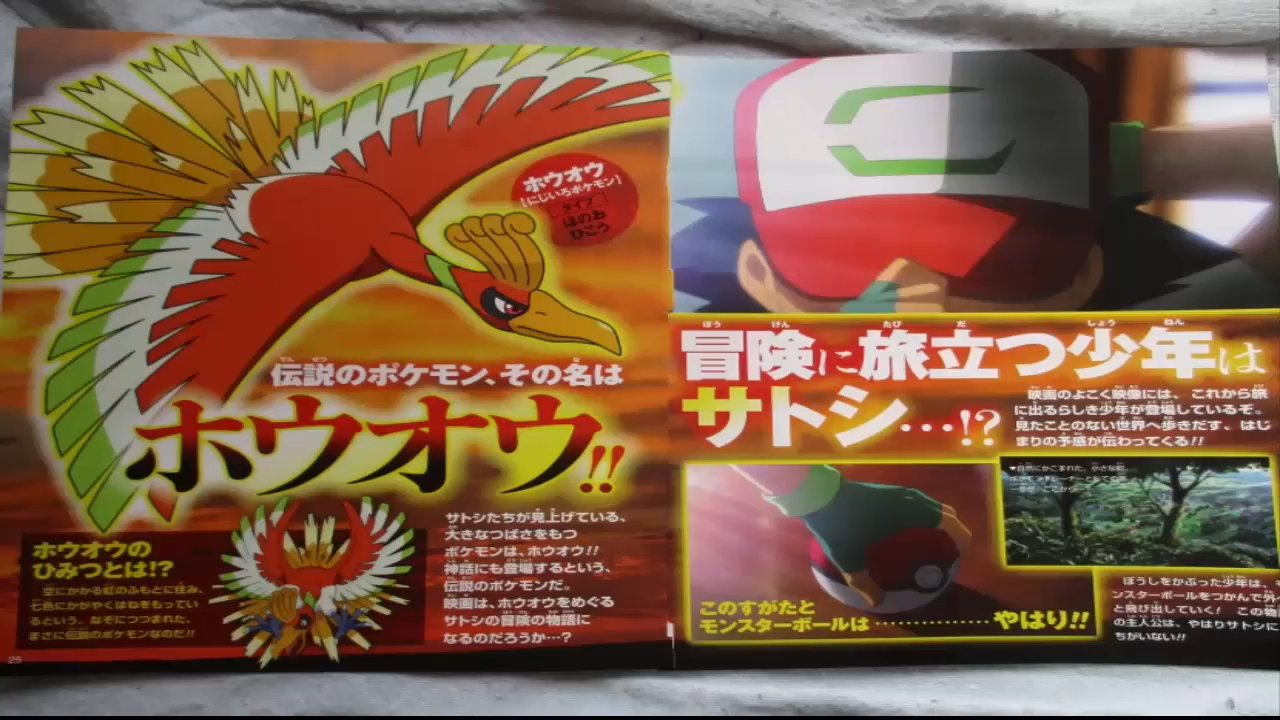 ホウオウ
[にじいろポケモン]
タイプ
ほのお
ひこう
伝説のポケモン、その名は
ホウオウ!!
ホウオウの
ひみつとは!?
空にかかる虹のふもとに住み、
七色にかがやくはねをもってい
るという、なぞにつつまれた、
まさに伝説のポケモンなのだ!!
サトシたちが見上げている、
大きなつばさをもつ
ポケモンは、ホウオウ!!
神話にも登場するという、
伝説のポケモンだ。
映画は、ホウオウをめぐる
サトシの冒険の物語に
なるのだろうか…?
25
冒険に旅立つ少年は
サトシ…!?
映画のよこく映像には、これから旅
に出るらしき少年が登場しているぞ。
見たことのない世界へ歩きだす、はじ
まりの予感が伝わってくる!!
▼自然にかこまれた、小さな町。
このすがたと
モンスターボールは……………やはり!!
ぼうしをかぶった少年は、モ
ンスターボールをつかんで外へ
と飛び出していく! この物
の主人公は、やはりサトシに
ちがいない!!